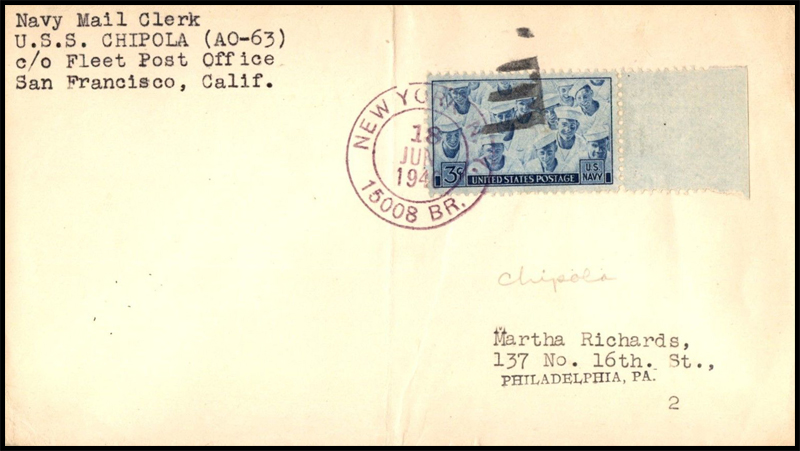 Navy Mail Clerk
U.S.S. CHIPOLA (AO-63)
c/o Fleet Post Office
San Francisco, Calif.
NEW YORK
18
JUN
194
15008 BR.
3¢
UNITED STATES POSTAGE
U.S. NAVY
Chipola
Martha Richards,
137 No. 16th. St.,
PHILADELPHIA, PA.
2